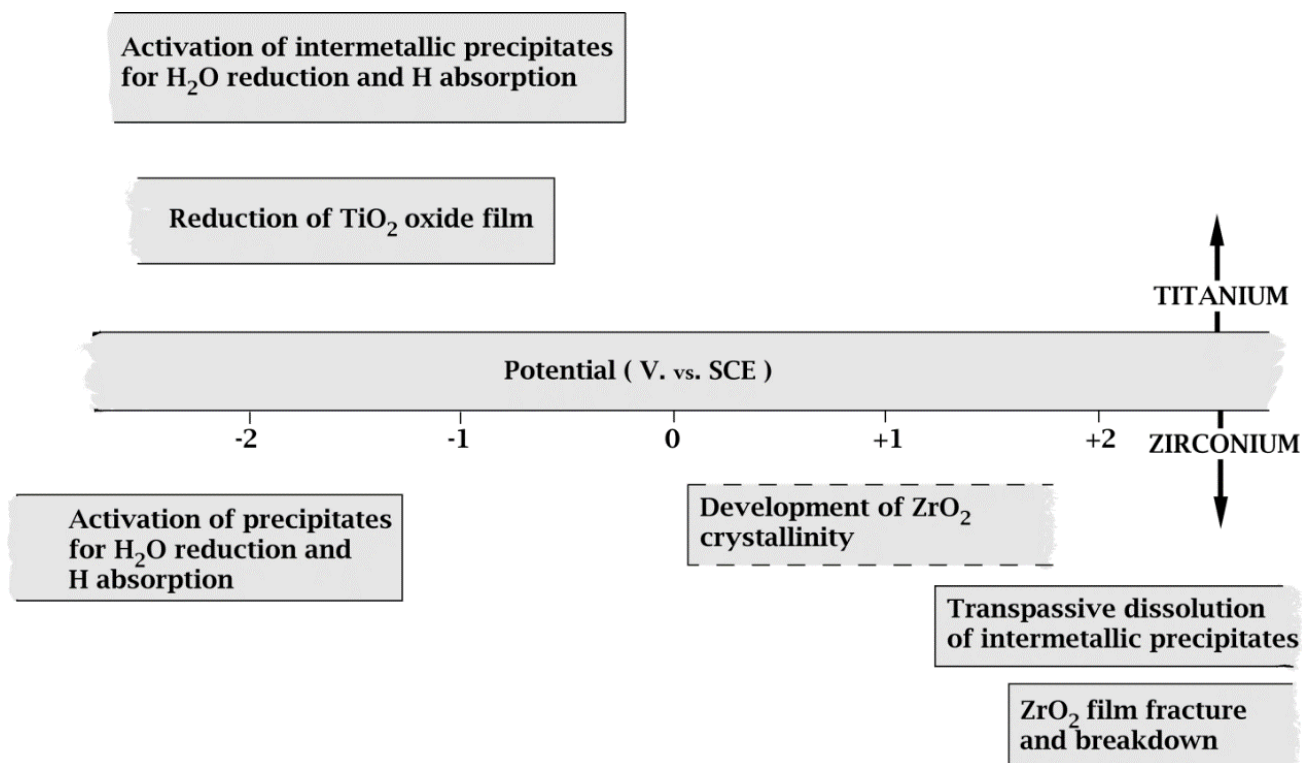 Activation of intermetallic precipitates
for H₂O reduction and H absorption
Reduction of TiO₂ oxide film
TITANIUM
Potential ( V. vs. SCE )
-2 -1 0 +1 +2
ZIRCONIUM
Activation of precipitates
for H₂O reduction and
H absorption
Development of ZrO₂
crystallinity
Transpassive dissolution
of intermetallic precipitates
ZrO₂ film fracture
and breakdown